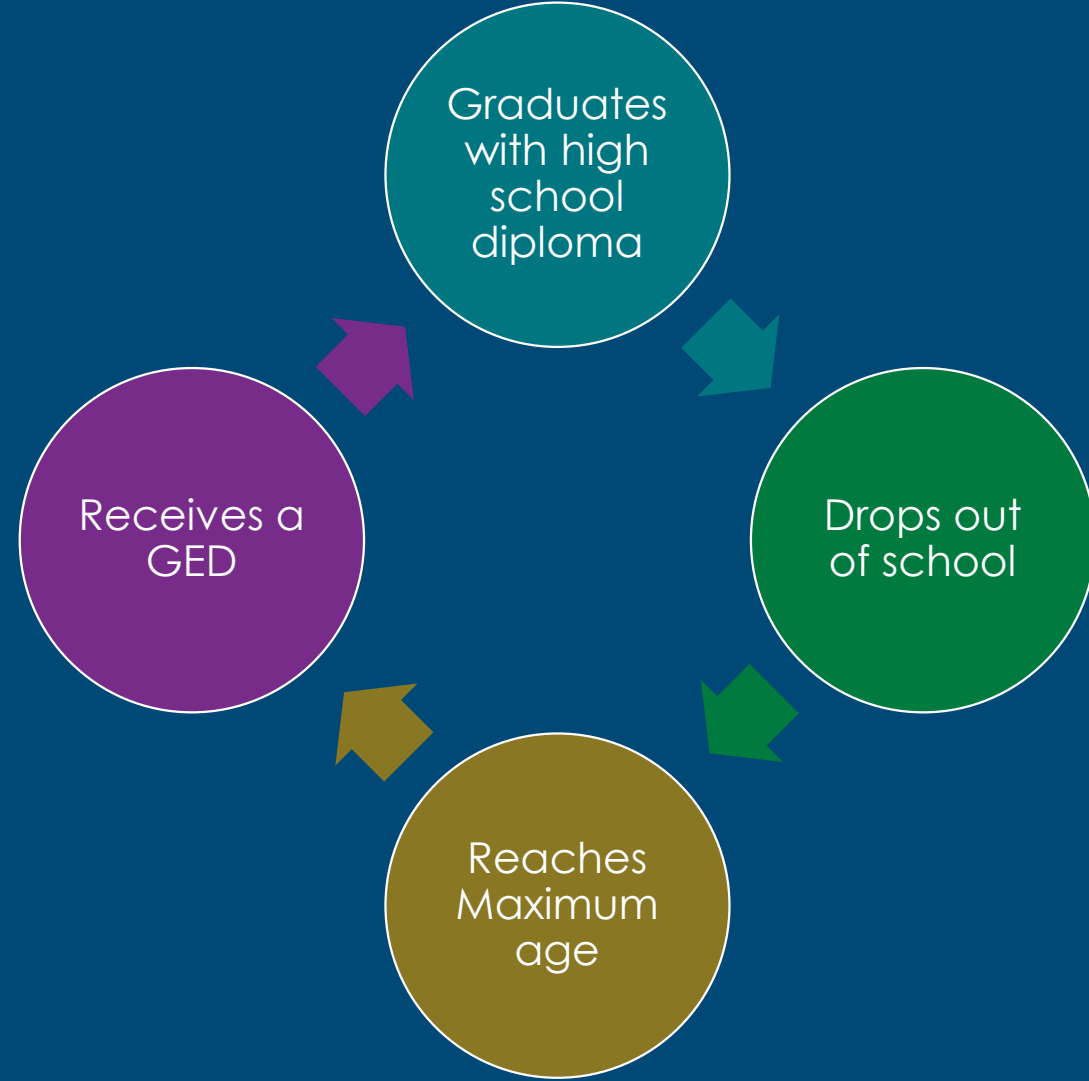 Graduates
with high
school
diploma
Drops out
of school
Reaches
Maximum
age
Receives a
GED